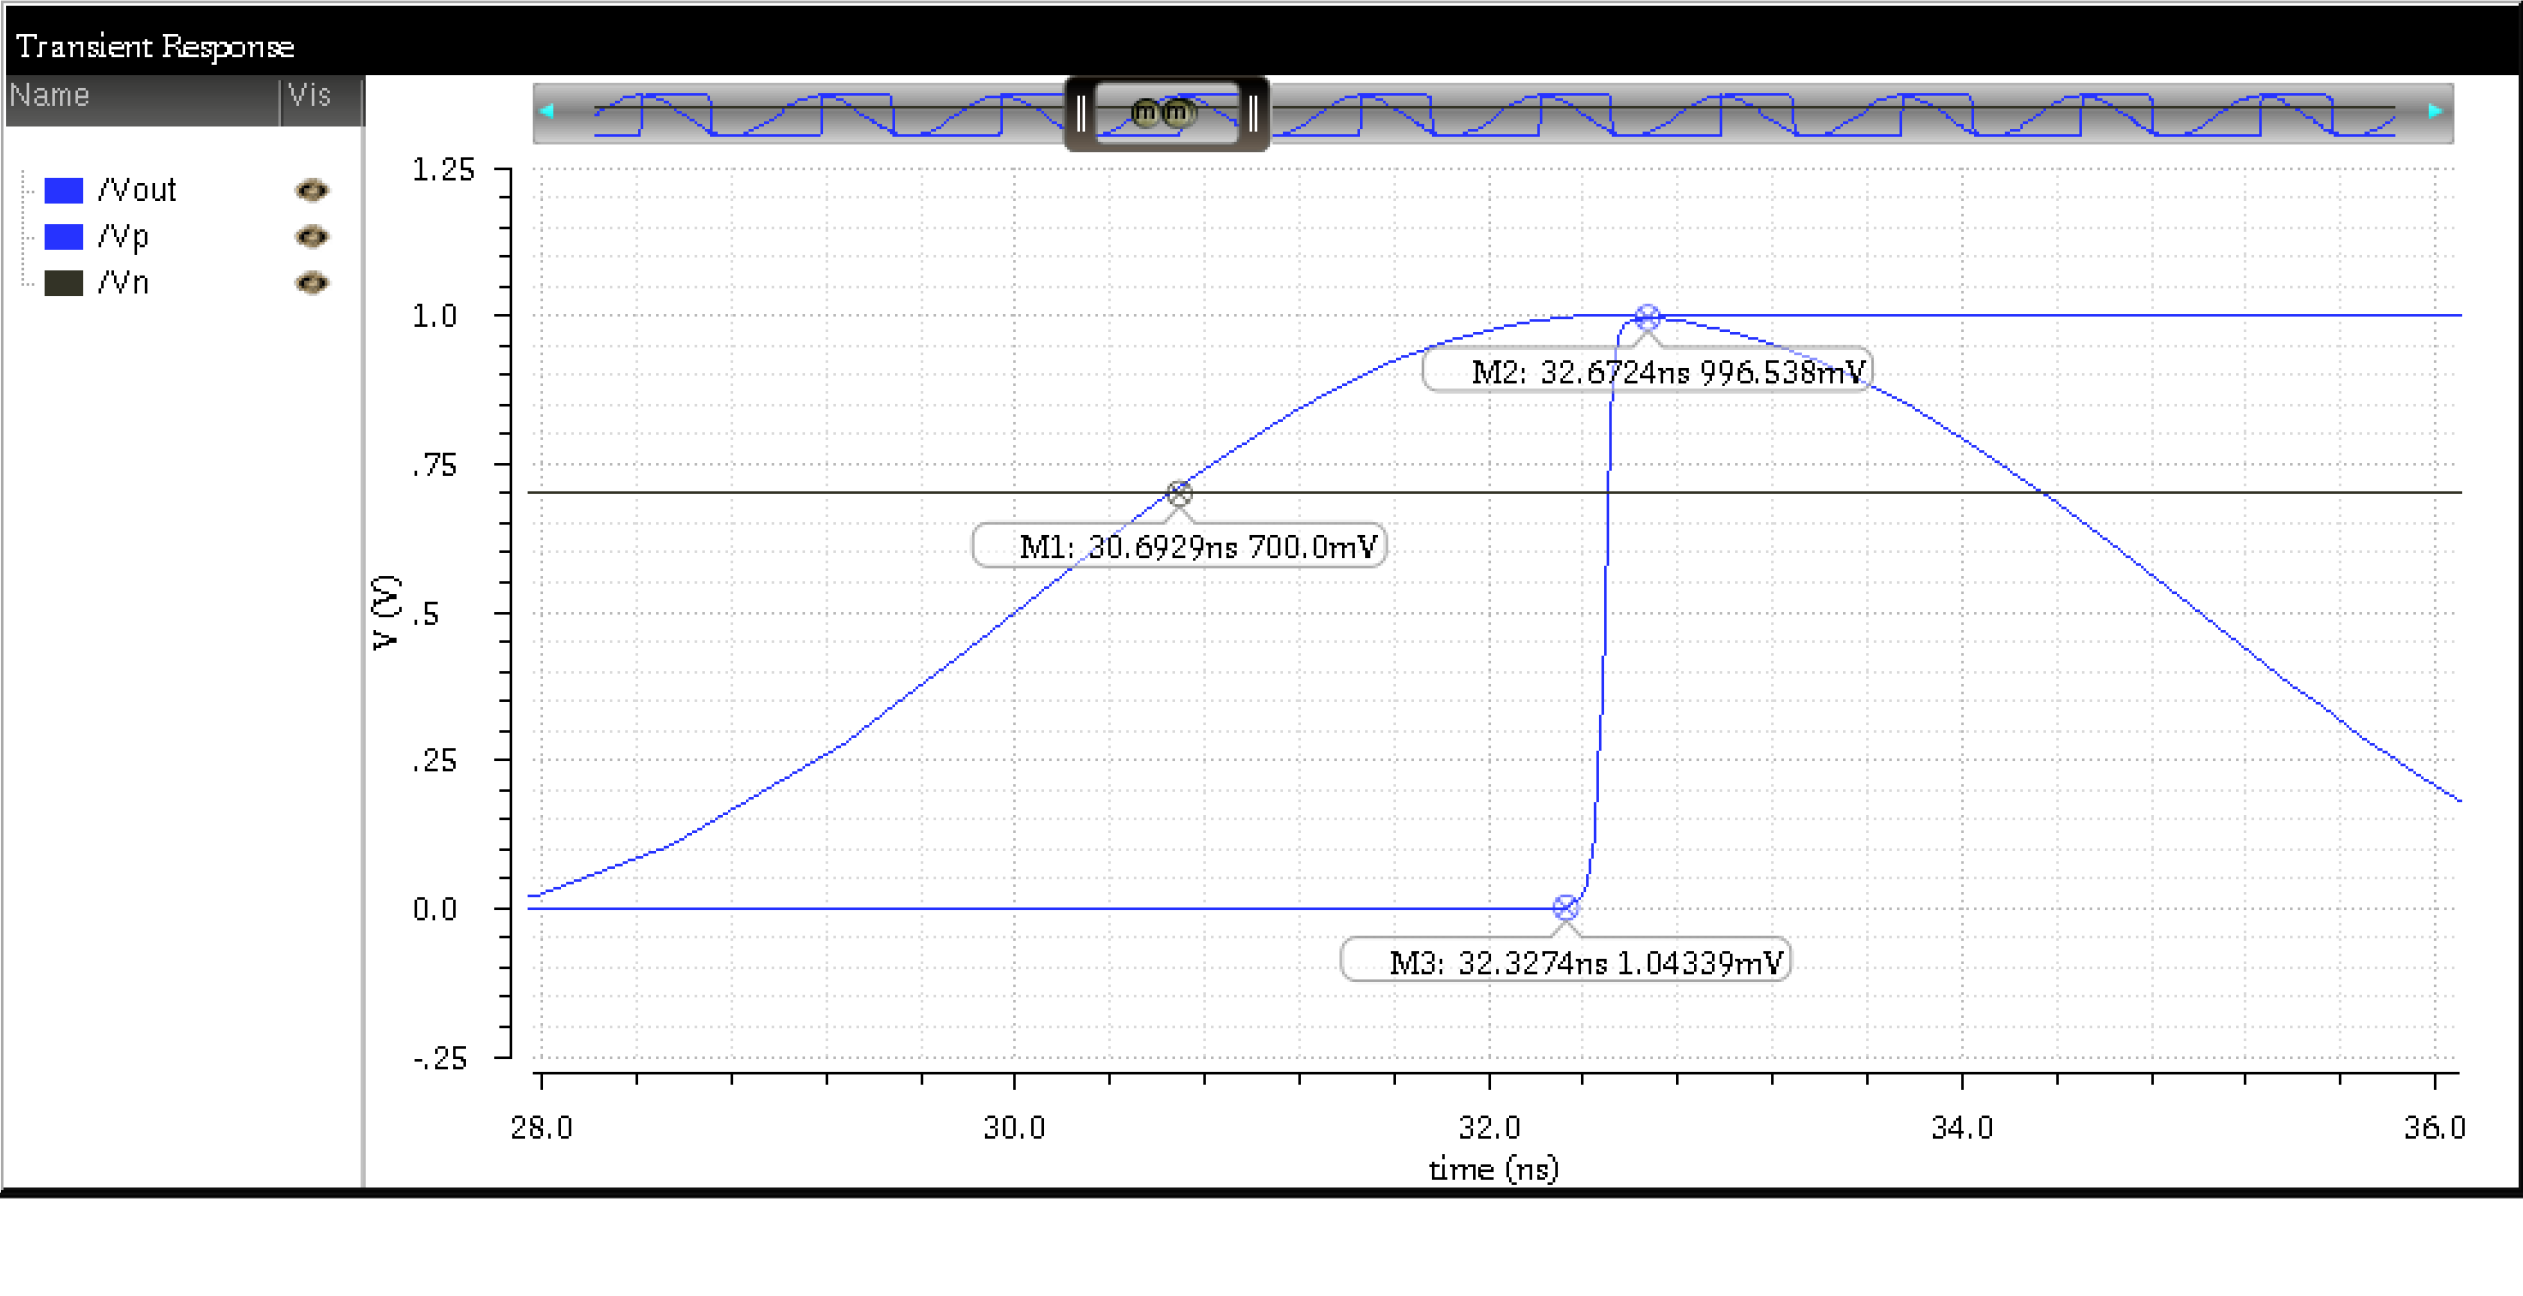 Transient Response
Name Vis
/Vout
/Vp
/Vn
m m
1.25
1.0
.75
.5
.25
0.0
-.25
V (V)
M2: 32.6724ns 996.538mV
M1: 30.6929ns 700.0mV
M3: 32.3274ns 1.04339mV
28.0 30.0 32.0 34.0 36.0
time (ns)